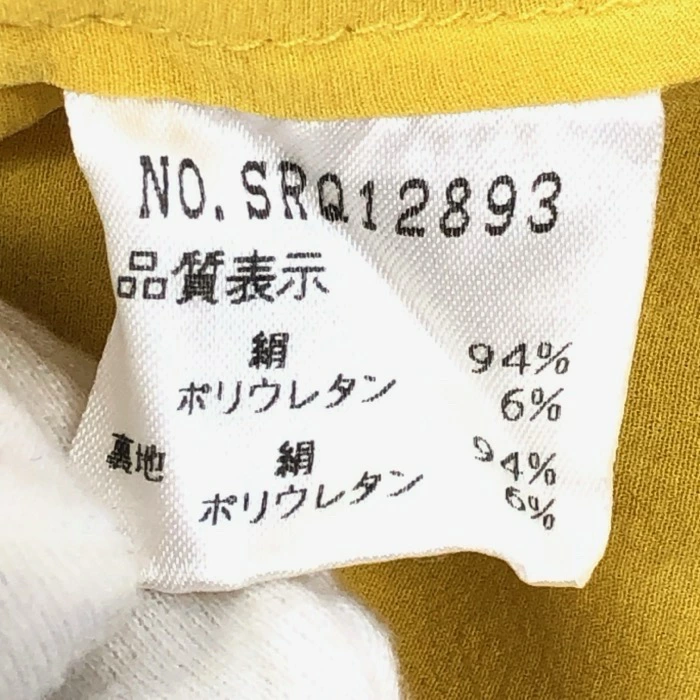 NO.SRQ12893
品質表示
絹 94%
ポリウレタン 6%
裏地 絹 94%
ポリウレタン 6%